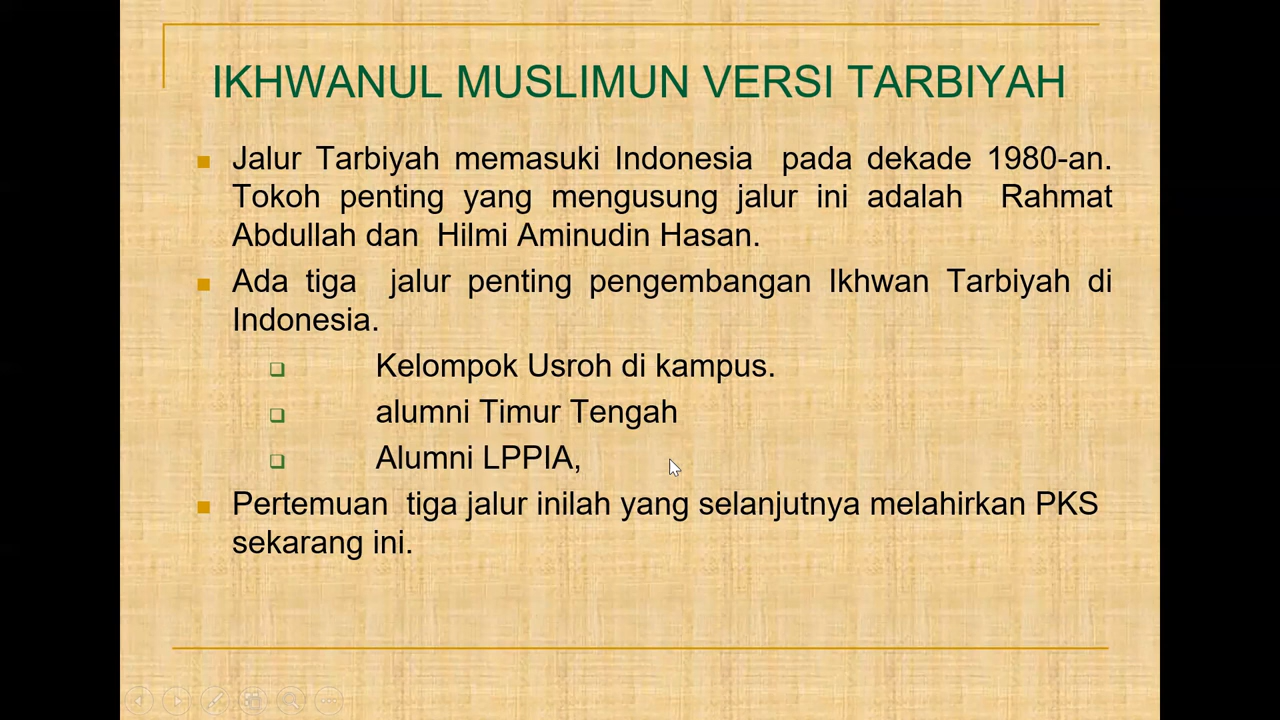 IKHWANUL MUSLIMUN VERSI TARBIYAH
Jalur Tarbiyah memasuki Indonesia pada dekade 1980-an.
Tokoh penting yang mengusung jalur ini adalah Rahmat
Abdullah dan Hilmi Aminudin Hasan.
Ada tiga jalur penting pengembangan Ikhwan Tarbiyah di
Indonesia.
Kelompok Usroh di kampus.
alumni Timur Tengah
Alumni LPPIA,
Pertemuan tiga jalur inilah yang selanjutnya melahirkan PKS
sekarang ini.